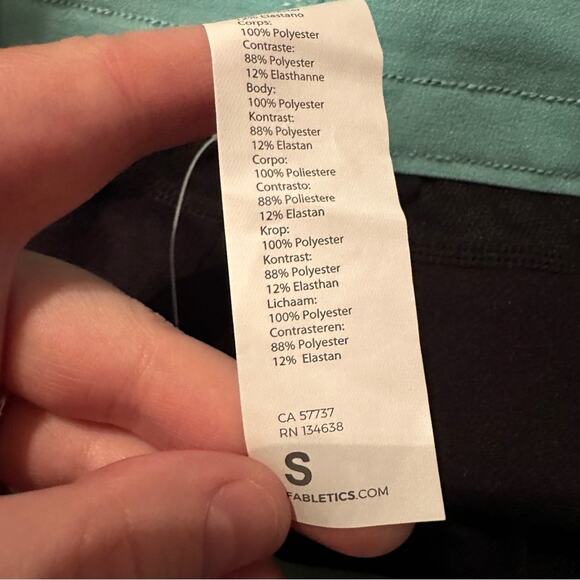 Elastano
Corps:
100% Polyester
Contraste:
88% Polyester
12% Elasthanne
Body:
100% Polyester
Kontrast:
88% Polyester
12% Elastan
Corpo:
100% Poliestere
Contrasto:
88% Poliestere
12% Elastan
Krop:
100% Polyester
Kontrast:
88% Polyester
12% Elasthan
Lichaam:
100% Polyester
Contrasteren:
88% Polyester
12% Elastan
CA 57737
RN 134638
S
FABLETICS.COM